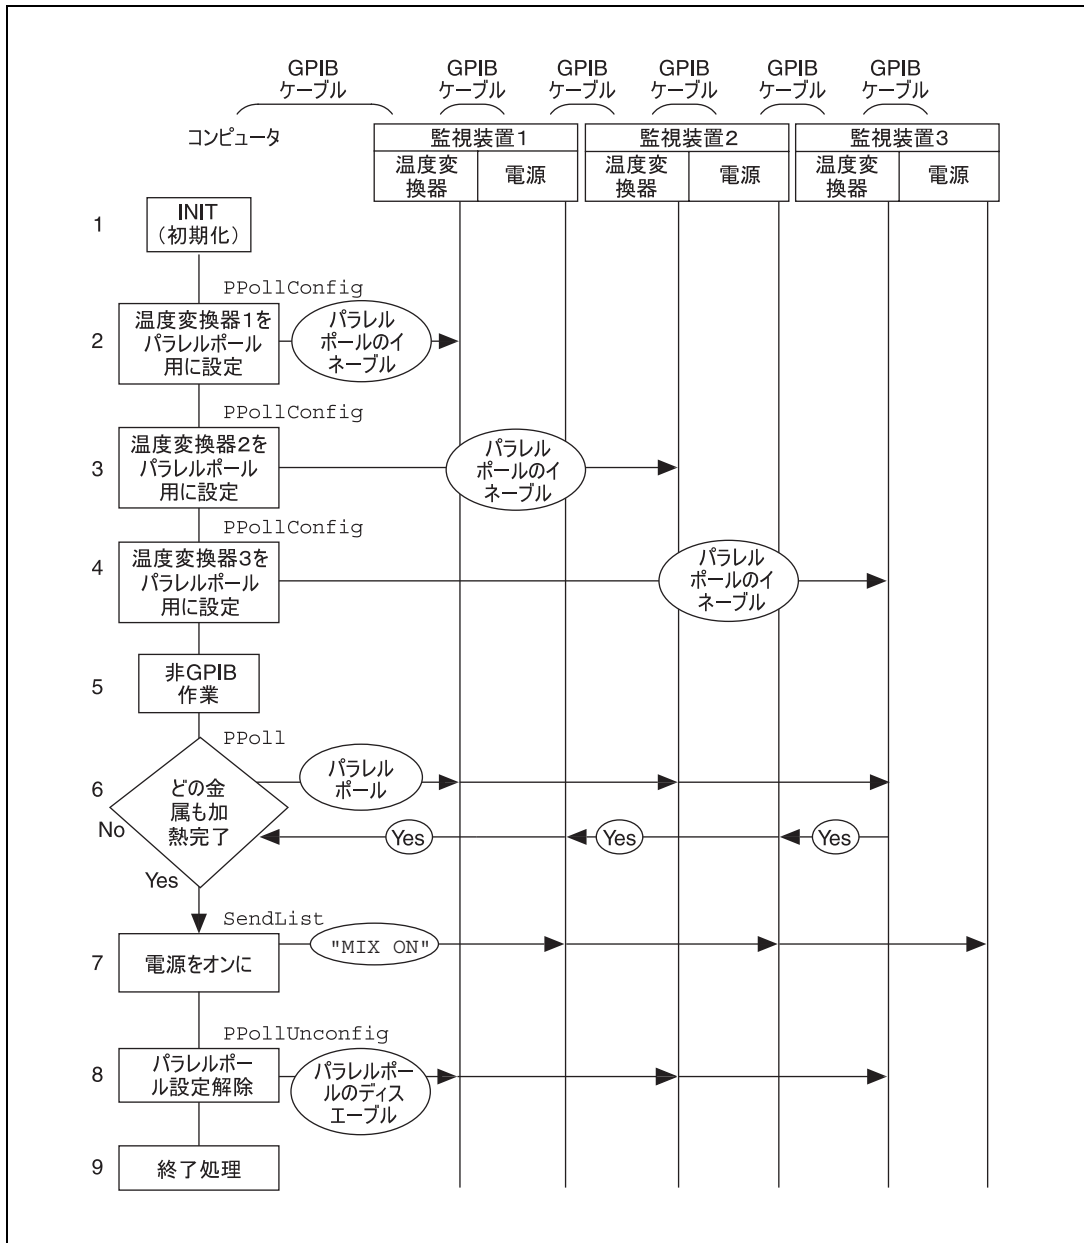 GPIB
ケーブル
GPIB
ケーブル
GPIB
ケーブル
GPIB
ケーブル
GPIB
ケーブル
GPIB
ケーブル
コンピュータ
監視装置1
監視装置2
監視装置3
温度変
換器
電源
温度変
換器
電源
温度変
換器
電源
1
INIT
(初期化)
PPollConfig
2
温度変換器1を
パラレルポール
用に設定
パラレル
ポールのイ
ネーブル
PPollConfig
3
温度変換器2を
パラレルポール
用に設定
パラレル
ポールのイ
ネーブル
PPollConfig
4
温度変換器3を
パラレルポール
用に設定
パラレル
ポールのイ
ネーブル
5
非GPIB
作業
PPoll
6
どの金
属も加
熱完了
パラレル
ポール
No
Yes
Yes
Yes
Yes
SendList
7
電源をオンに
"MIX ON"
PPollUnconfig
8
パラレルポー
ル設定解除
パラレルポー
ルのディス
エーブル
9
終了処理